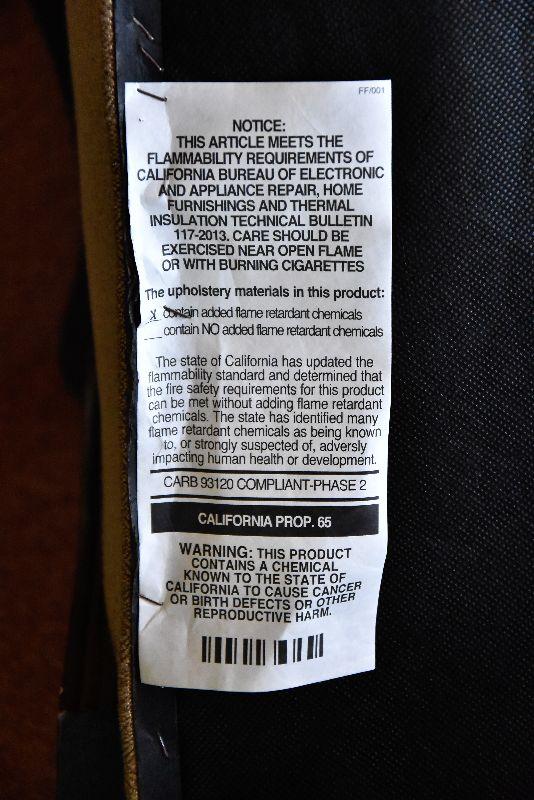 FF/001
NOTICE:
THIS ARTICLE MEETS THE
FLAMMABILITY REQUIREMENTS OF
CALIFORNIA BUREAU OF ELECTRONIC
AND APPLIANCE REPAIR, HOME
FURNISHINGS AND THERMAL
INSULATION TECHNICAL BULLETIN
117-2013. CARE SHOULD BE
EXERCISED NEAR OPEN FLAME
OR WITH BURNING CIGARETTES
The upholstery materials in this product:
X contain added flame retardant chemicals
___ contain NO added flame retardant chemicals
The state of California has updated the
flammability standard and determined that
the fire safety requirements for this product
can be met without adding flame retardant
chemicals. The state has identified many
flame retardant chemicals as being known
to, or strongly suspected of, adversly
impacting human health or development.
CARB 93120 COMPLIANT-PHASE 2
CALIFORNIA PROP. 65
WARNING: THIS PRODUCT
CONTAINS A CHEMICAL
KNOWN TO THE STATE OF
CALIFORNIA TO CAUSE CANCER
OR BIRTH DEFECTS OR OTHER
REPRODUCTIVE HARM.